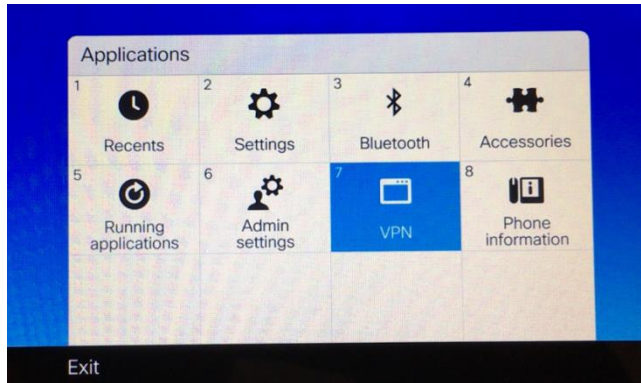 Applications
1
Recents
2
Settings
3
Bluetooth
4
Accessories
5
Running
applications
6
Admin
settings
7
VPN
8
Phone
information
Exit